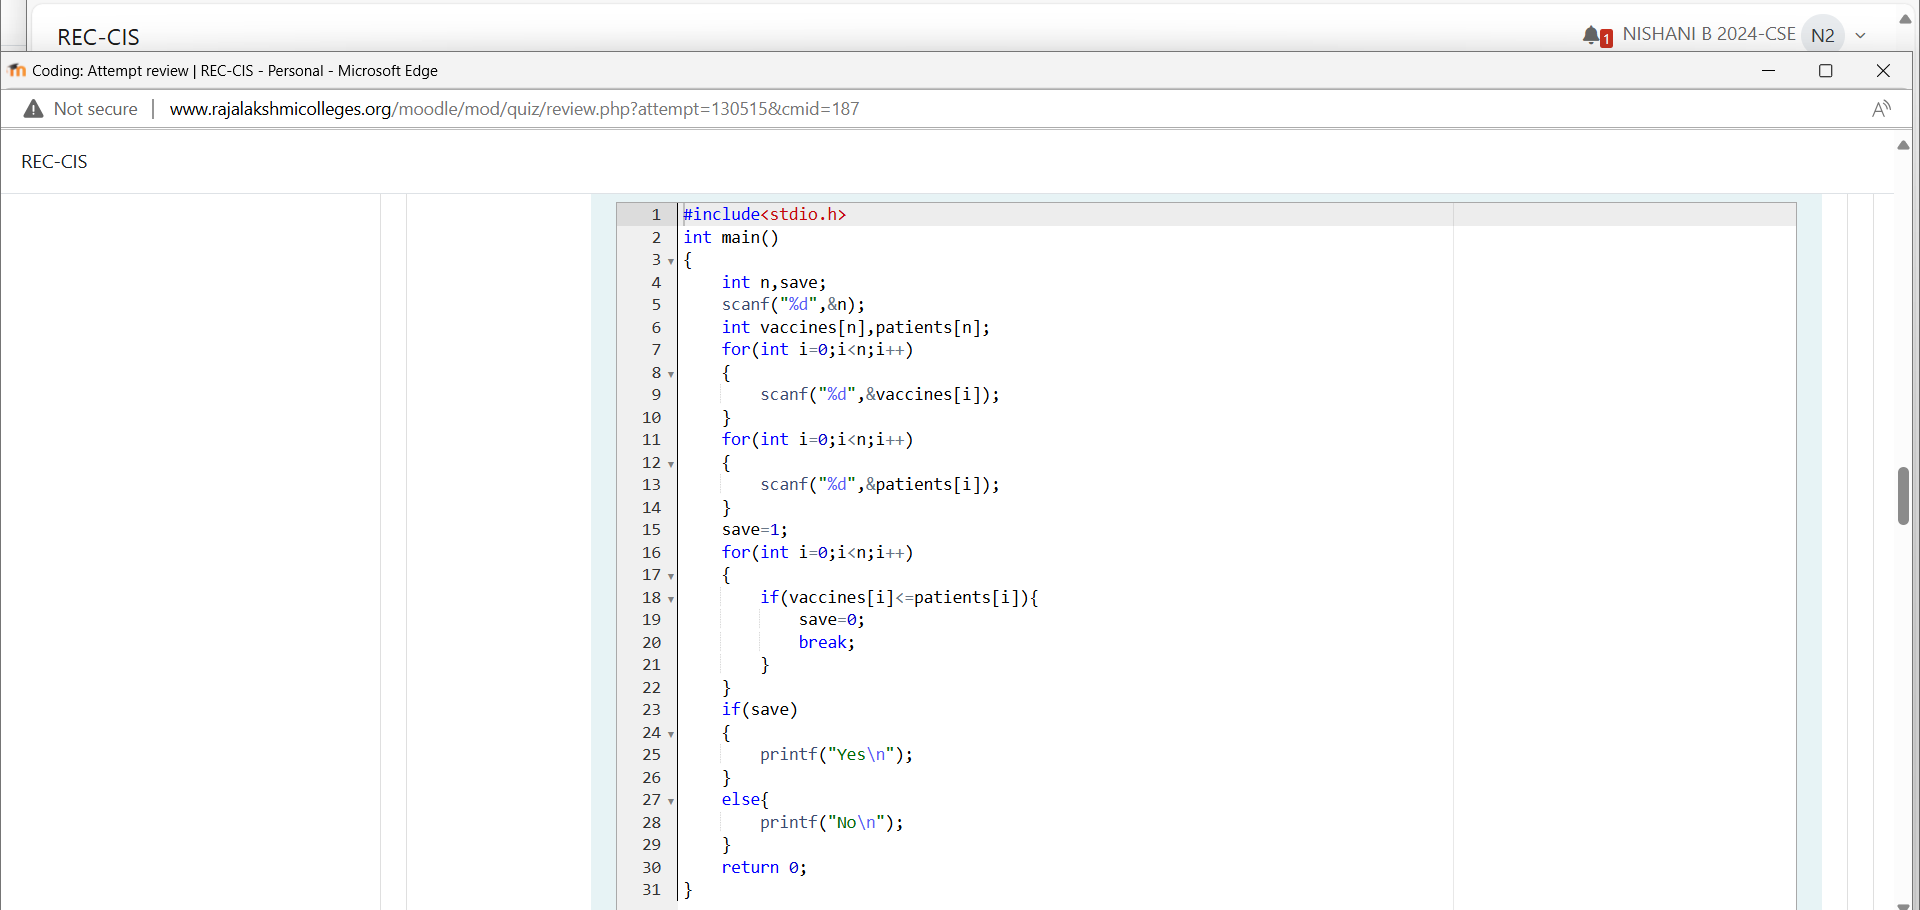 REC-CIS
1 NISHANI B 2024-CSE N2
Coding: Attempt review | REC-CIS - Personal - Microsoft Edge
Not secure | www.rajalakshmicolleges.org/moodle/mod/quiz/review.php?attempt=130515&cmid=187
REC-CIS
1 #include<stdio.h>
2 int main()
3 {
4     int n,save;
5     scanf("%d",&n);
6     int vaccines[n],patients[n];
7     for(int i=0;i<n;i++)
8     {
9         scanf("%d",&vaccines[i]);
10     }
11     for(int i=0;i<n;i++)
12     {
13         scanf("%d",&patients[i]);
14     }
15     save=1;
16     for(int i=0;i<n;i++)
17     {
18         if(vaccines[i]<=patients[i]){
19             save=0;
20             break;
21         }
22     }
23     if(save)
24     {
25         printf("Yes\n");
26     }
27     else{
28         printf("No\n");
29     }
30     return 0;
31 }